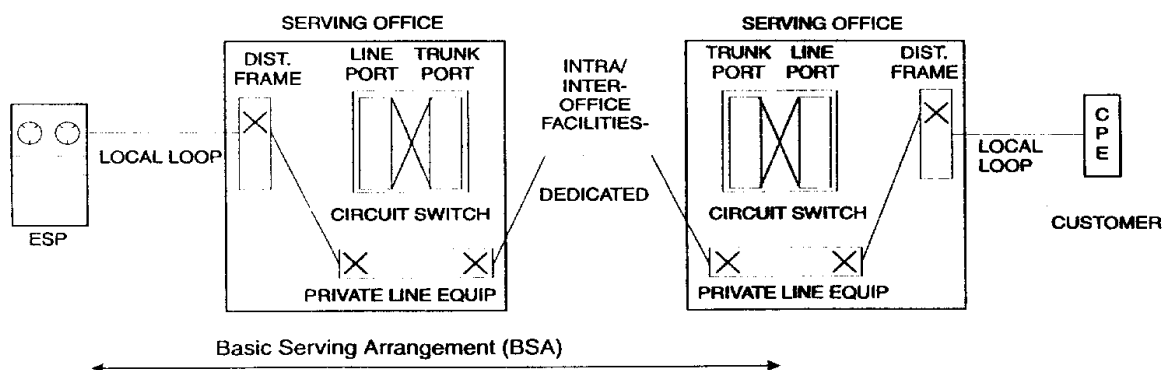 SERVING OFFICE
DIST.
FRAME
LINE
PORT
TRUNK
PORT
LOCAL LOOP
ESP
CIRCUIT SWITCH
PRIVATE LINE EQUIP
INTRA/
INTER-
OFFICE
FACILITIES-
DEDICATED
SERVING OFFICE
TRUNK
PORT
LINE
PORT
DIST.
FRAME
CIRCUIT SWITCH
PRIVATE LINE EQUIP
LOCAL
LOOP
C
P
E
CUSTOMER
Basic Serving Arrangement (BSA)